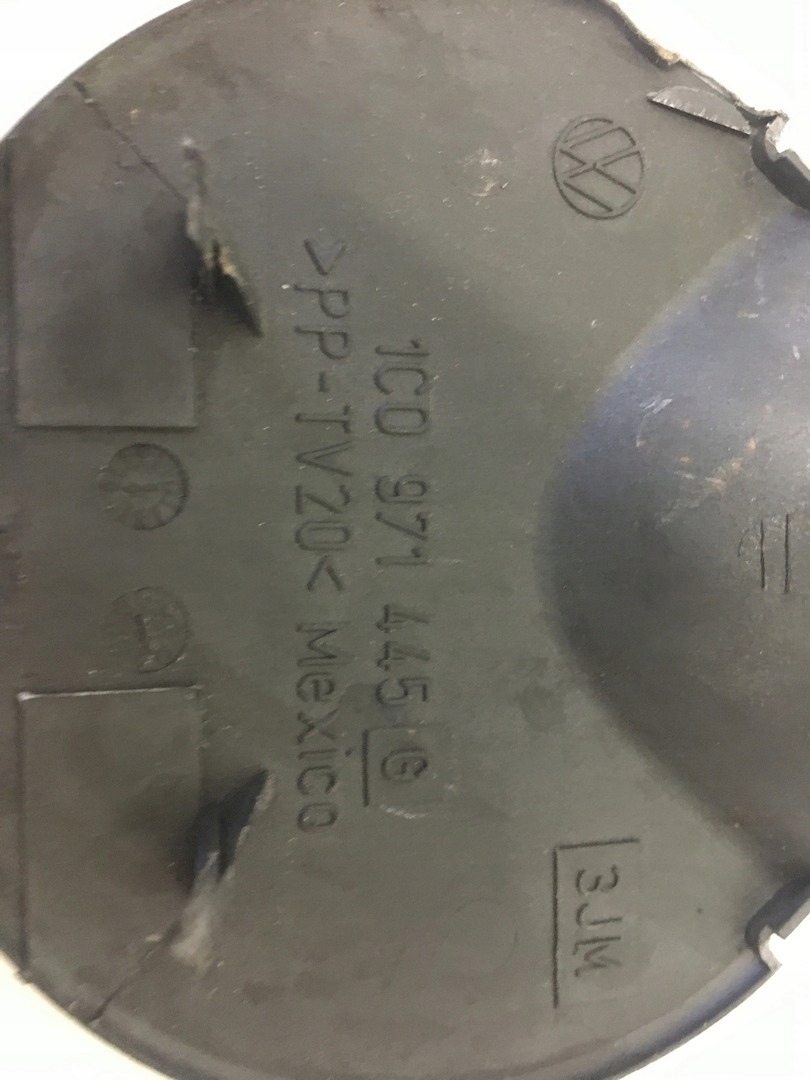 1C0 971 445 G
>PP-TV20< Mexico
3JM